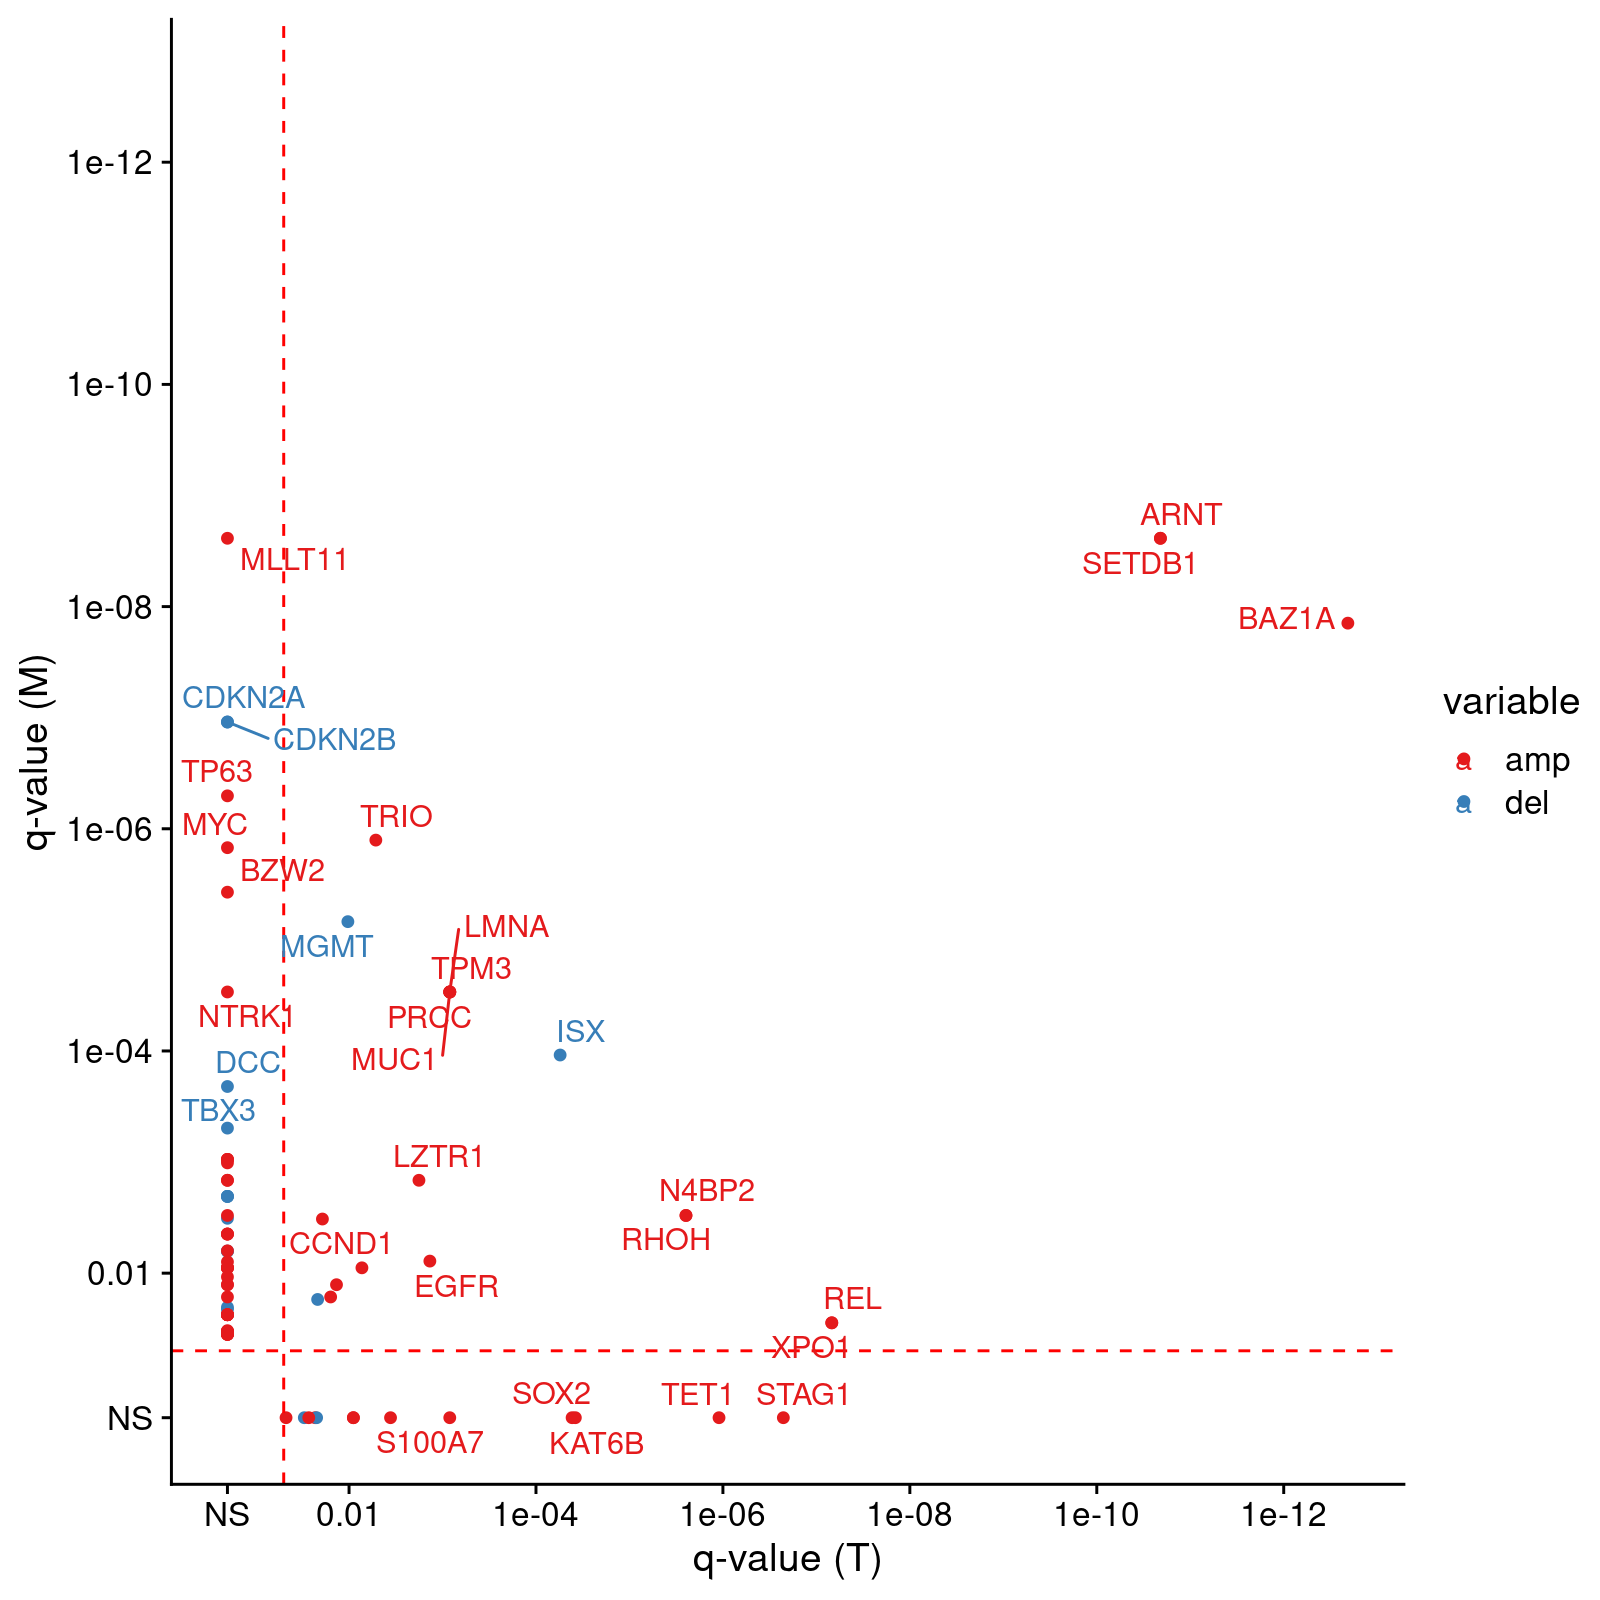 1e-12
1e-10
1e-08
1e-06
1e-04
0.01
NS
q-value (M)
ARNT
SETDB1
MLLT11
BAZ1A
CDKN2A
CDKN2B
TP63
TRIO
MYC
BZW2
LMNA
MGMT
TPM3
NTRK1
PROC
ISX
MUC1
DCC
TBX3
LZTR1
N4BP2
RHOH
CCND1
EGFR
REL
XPO1
SOX2
TET1
STAG1
S100A7
KAT6B
NS
0.01
1e-04
1e-06
1e-08
1e-10
1e-12
q-value (T)
variable
a amp
a del